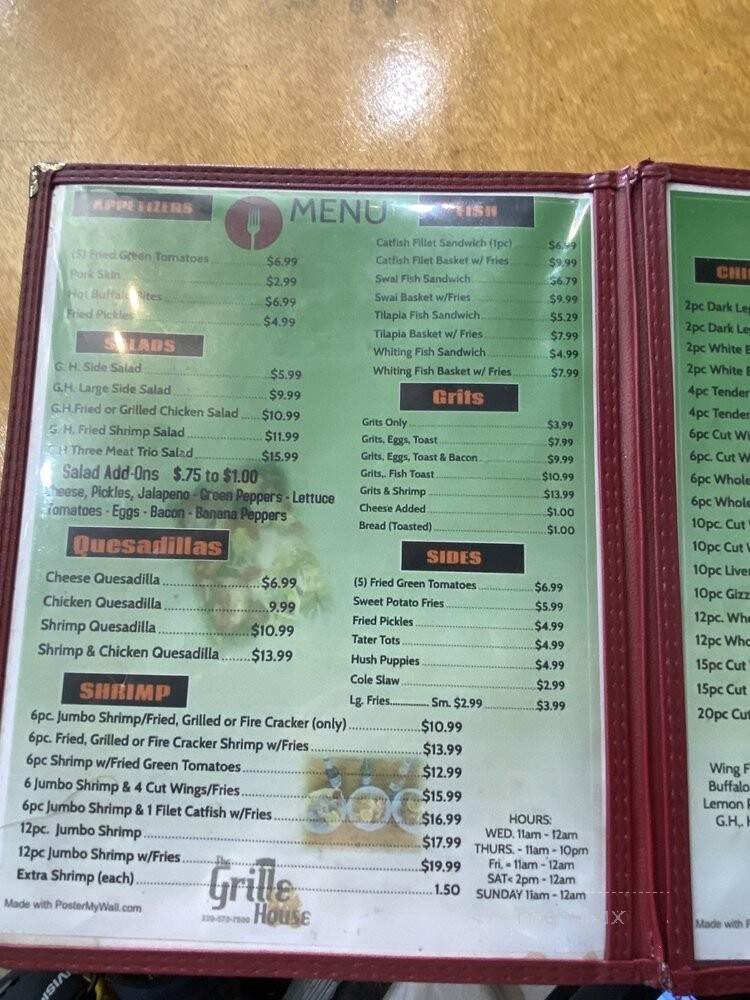 MENU
APPETIZERS
(5) Fried Green Tomatoes $6.99
Pork Skin $2.99
Hot Buffalo Bites $6.99
Fried Pickles $4.99
SALADS
G. H. Side Salad $5.99
G.H. Large Side Salad $9.99
G.H.Fried or Grilled Chicken Salad $10.99
G. H. Fried Shrimp Salad $11.99
G.H Three Meat Trio Salad $15.99
Salad Add-Ons $.75 to $1.00
Cheese, Pickles, Jalapeno - Green Peppers - Lettuce
Tomatoes - Eggs - Bacon - Banana Peppers
Quesadillas
Cheese Quesadilla $6.99
Chicken Quesadilla 9.99
Shrimp Quesadilla $10.99
Shrimp & Chicken Quesadilla $13.99
SHRIMP
6pc. Jumbo Shrimp/Fried, Grilled or Fire Cracker (only) $10.99
6pc. Fried, Grilled or Fire Cracker Shrimp w/Fries $13.99
6pc Shrimp w/Fried Green Tomatoes $12.99
6 Jumbo Shrimp & 4 Cut Wings/Fries $15.99
6pc Jumbo Shrimp & 1 Filet Catfish w/Fries $16.99
12pc. Jumbo Shrimp $17.99
12pc Jumbo Shrimp w/Fries $19.99
Extra Shrimp (each) 1.50
Made with PosterMyWall.com
The
Grille
House
FISH
Catfish Fillet Sandwich (1pc) $6.99
Catfish Filet Basket w/ Fries $9.99
Swai Fish Sandwich $6.79
Swai Basket w/Fries $9.99
Tilapia Fish Sandwich $5.29
Tilapia Basket w/ Fries $7.99
Whiting Fish Sandwich $4.99
Whiting Fish Basket w/ Fries $7.99
Grits
Grits Only $3.99
Grits, Eggs, Toast $7.99
Grits, Eggs, Toast & Bacon $9.99
Grits,. Fish Toast $10.99
Grits & Shrimp $13.99
Cheese Added $1.00
Bread (Toasted) $1.00
SIDES
(5) Fried Green Tomatoes $6.99
Sweet Potato Fries $5.99
Fried Pickles $4.99
Tater Tots $4.99
Hush Puppies $4.99
Cole Slaw $2.99
Lg. Fries............. Sm. $2.99 $3.99
HOURS:
WED. 11am - 12am
THURS. - 11am - 10pm
Fri. = 11am - 12am
SAT< 2pm - 12am
SUNDAY 11am - 12am
2pc Dark
2pc Dark
2pc White
2pc White
4pc Tender
4pc Tender
6pc Cut
6pc. Cut
6pc Whole
6pc Whole
10pc. Cut
10pc Cut
10pc Liver
10pc Gizz
12pc.
12pc
15pc Cut
15pc Cut
20pc Cut
Wing
Buffalo
Lemon
G.H,.
Made with